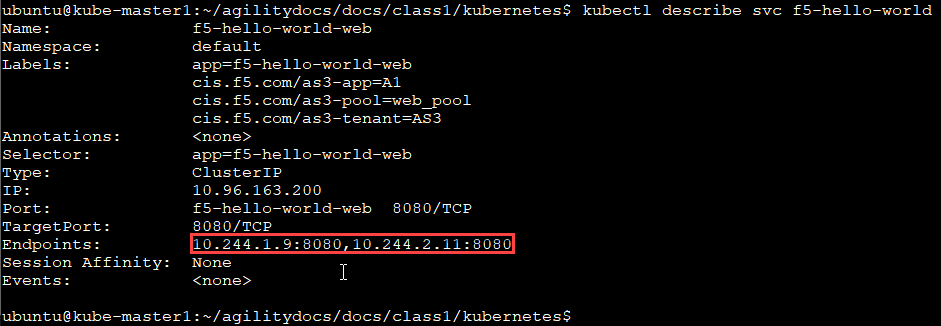 ubuntu@kube-master1:~/agilitydocs/docs/class1/kubernetes$ kubectl describe svc f5-hello-world
Name: f5-hello-world-web
Namespace: default
Labels: app=f5-hello-world-web
cis.f5.com/as3-app=A1
cis.f5.com/as3-pool=web_pool
cis.f5.com/as3-tenant=AS3
Annotations: <none>
Selector: app=f5-hello-world-web
Type: ClusterIP
IP: 10.96.163.200
Port: f5-hello-world-web 8080/TCP
TargetPort: 8080/TCP
Endpoints: 10.244.1.9:8080,10.244.2.11:8080
Session Affinity: None
Events: <none>
ubuntu@kube-master1:~/agilitydocs/docs/class1/kubernetes$